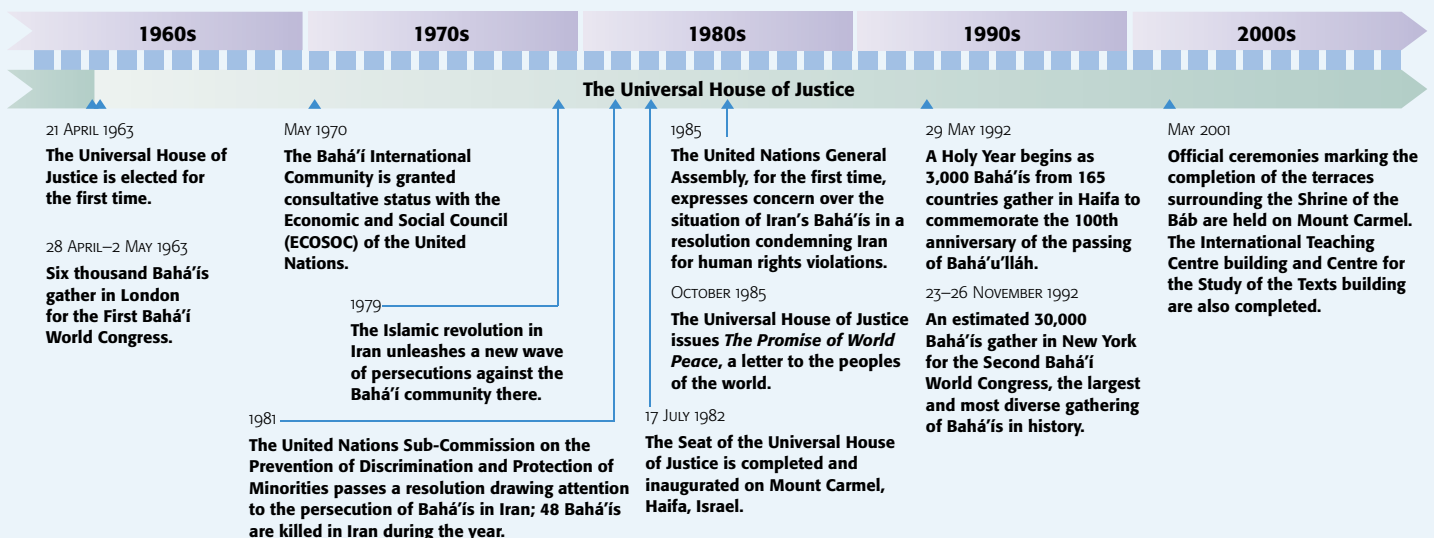 1960s
1970s
1980s
1990s
2000s
The Universal House of Justice
21 April 1963
The Universal House of
Justice is elected for
the first time.
28 April–2 May 1963
Six thousand Bahá’ís
gather in London
for the First Bahá’í
World Congress.
May 1970
The Bahá’í International
Community is granted
consultative status with the
Economic and Social Council
(ECOSOC) of the United
Nations.
1979
The Islamic revolution in
Iran unleashes a new wave
of persecutions against the
Bahá’í community there.
1981
The United Nations Sub-Commission on the
Prevention of Discrimination and Protection of
Minorities passes a resolution drawing attention
to the persecution of Bahá’ís in Iran; 48 Bahá’ís
are killed in Iran during the year.
1985
The United Nations General
Assembly, for the first time,
expresses concern over the
situation of Iran’s Bahá’ís in a
resolution condemning Iran
for human rights violations.
October 1985
The Universal House of Justice
issues The Promise of World
Peace, a letter to the peoples
of the world.
17 July 1982
The Seat of the Universal House
of Justice is completed and
inaugurated on Mount Carmel,
Haifa, Israel.
29 May 1992
A Holy Year begins as
3,000 Bahá’ís from 165
countries gather in Haifa to
commemorate the 100th
anniversary of the passing
of Bahá’u’lláh.
23–26 November 1992
An estimated 30,000
Bahá’ís gather in New York
for the Second Bahá’í
World Congress, the largest
and most diverse gathering
of Bahá’ís in history.
May 2001
Official ceremonies marking the
completion of the terraces
surrounding the Shrine of the
Báb are held on Mount Carmel.
The International Teaching
Centre building and Centre for
the Study of the Texts building
are also completed.